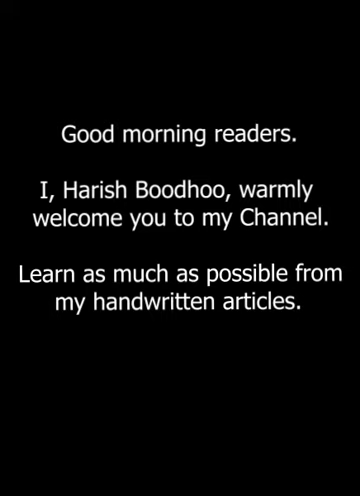 Good morning readers.
I, Harish Boodhoo, warmly
welcome you to my Channel.
Learn as much as possible from
my handwritten articles.